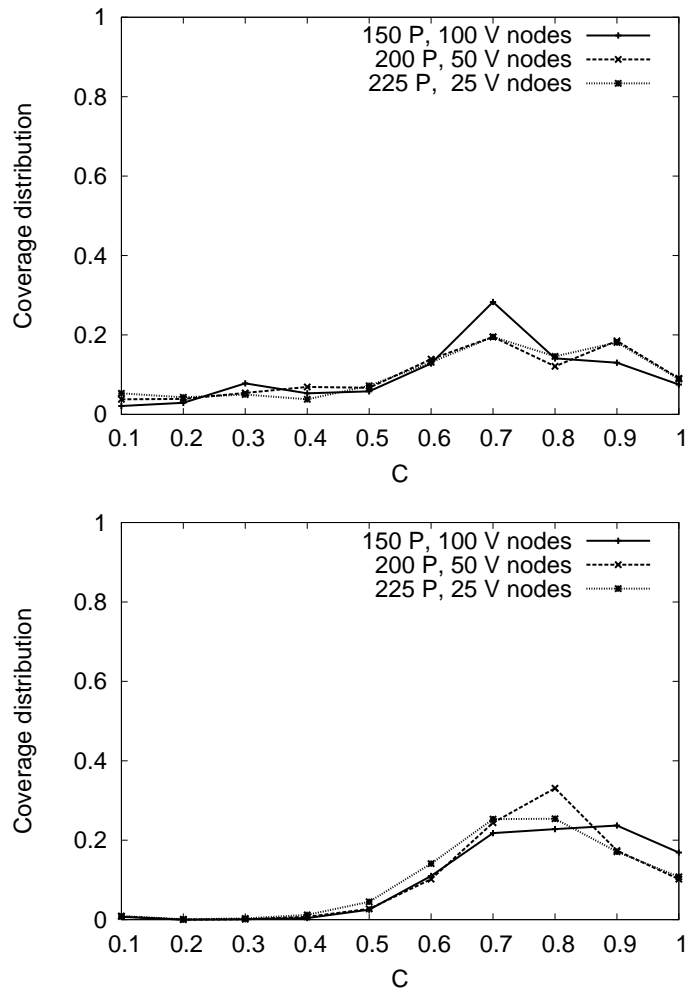 1
0.8
0.6
0.4
0.2
0
Coverage distribution
150 P, 100 V nodes
200 P, 50 V nodes
225 P, 25 V ndoes
0.1 0.2 0.3 0.4 0.5 0.6 0.7 0.8 0.9 1
C
1
0.8
0.6
0.4
0.2
0
Coverage distribution
150 P, 100 V nodes
200 P, 50 V nodes
225 P, 25 V nodes
0.1 0.2 0.3 0.4 0.5 0.6 0.7 0.8 0.9 1
C